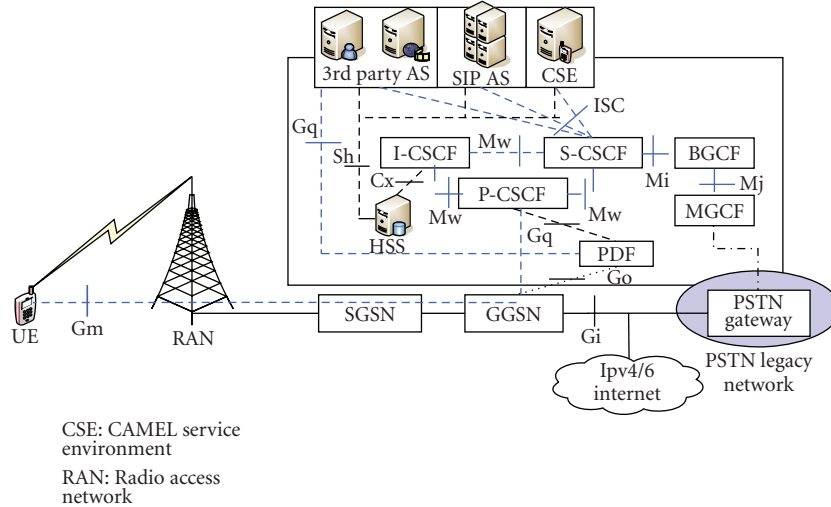 3rd party AS
SIP AS
CSE
ISC
Gq
Sh
I-CSCF
Mw
S-CSCF
Mi
BGCF
Cx
Mw
P-CSCF
Mw
Mj
MGCF
HSS
Gq
PDF
Go
UE
Gm
RAN
SGSN
GGSN
Gi
PSTN
gateway
PSTN legacy
network
Ipv4/6
internet
CSE: CAMEL service
environment
RAN: Radio access
network